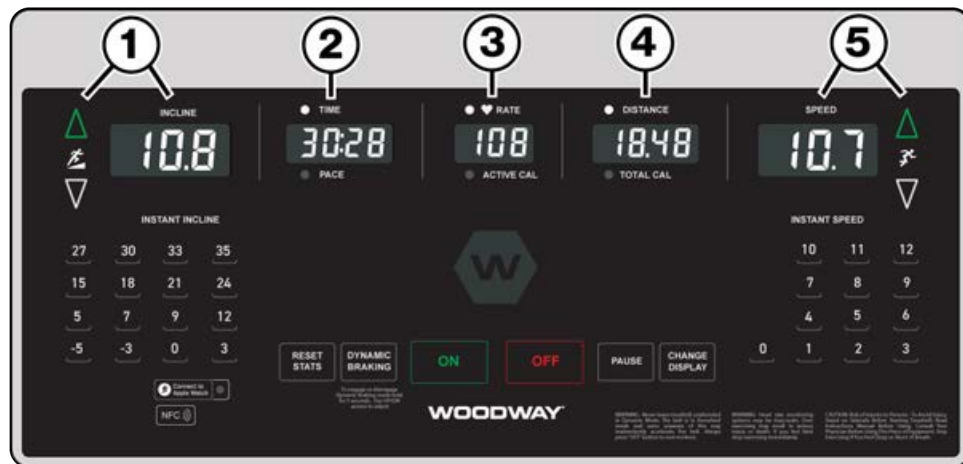 1
2
3
4
5
INCLINE
TIME
RATE
DISTANCE
SPEED
10.8
30:28
108
18.48
10.7
PACE
ACTIVE CAL
TOTAL CAL
INSTANT INCLINE
INSTANT SPEED
27 30 33 35
10 11 12
15 18 21 24
7 8 9
5 7 9 12
4 5 6
-5 -3 0 3
0 1 2 3
W
RESET
STATS
DYNAMIC
BRAKING
ON
OFF
PAUSE
CHANGE
DISPLAY
Connect to
Apple Watch
NFC
WOODWAY